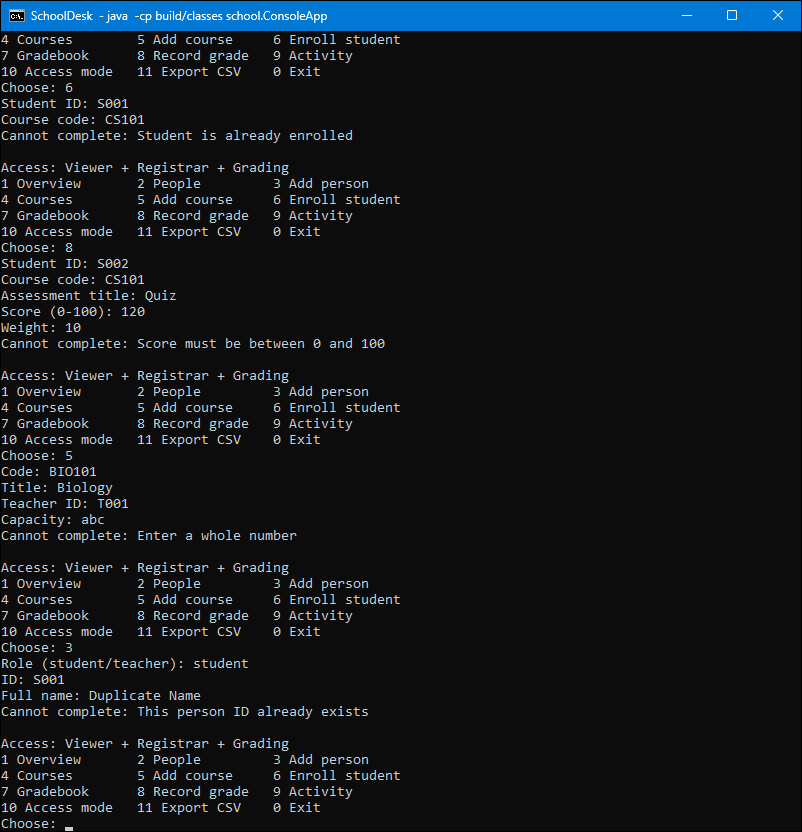 SchoolDesk - java -cp build/classes school.ConsoleApp
4 Courses        5 Add course     6 Enroll student
7 Gradebook      8 Record grade   9 Activity
10 Access mode   11 Export CSV    0 Exit
Choose: 6
Student ID: S001
Course code: CS101
Cannot complete: Student is already enrolled

Access: Viewer + Registrar + Grading
1 Overview       2 People         3 Add person
4 Courses        5 Add course     6 Enroll student
7 Gradebook      8 Record grade   9 Activity
10 Access mode   11 Export CSV    0 Exit
Choose: 8
Student ID: S002
Course code: CS101
Assessment title: Quiz
Score (0-100): 120
Weight: 10
Cannot complete: Score must be between 0 and 100

Access: Viewer + Registrar + Grading
1 Overview       2 People         3 Add person
4 Courses        5 Add course     6 Enroll student
7 Gradebook      8 Record grade   9 Activity
10 Access mode   11 Export CSV    0 Exit
Choose: 5
Code: BIO101
Title: Biology
Teacher ID: T001
Capacity: abc
Cannot complete: Enter a whole number

Access: Viewer + Registrar + Grading
1 Overview       2 People         3 Add person
4 Courses        5 Add course     6 Enroll student
7 Gradebook      8 Record grade   9 Activity
10 Access mode   11 Export CSV    0 Exit
Choose: 3
Role (student/teacher): student
ID: S001
Full name: Duplicate Name
Cannot complete: This person ID already exists

Access: Viewer + Registrar + Grading
1 Overview       2 People         3 Add person
4 Courses        5 Add course     6 Enroll student
7 Gradebook      8 Record grade   9 Activity
10 Access mode   11 Export CSV    0 Exit
Choose: